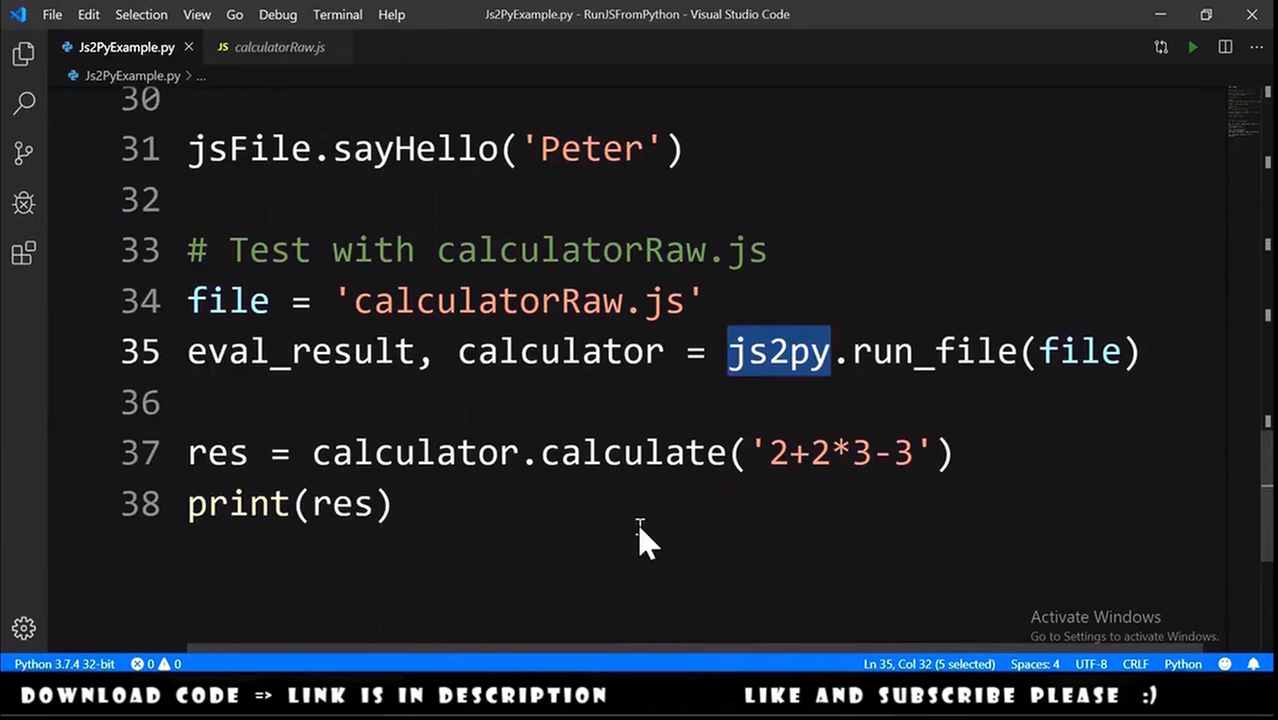 File Edit Selection View Go Debug Terminal Help Js2PyExample.py - RunJSFromPython - Visual Studio Code
Js2PyExample.py × JS calculatorRaw.js
Js2PyExample.py > ...
30
31 jsFile.sayHello('Peter')
32
33 # Test with calculatorRaw.js
34 file = 'calculatorRaw.js'
35 eval_result, calculator = js2py.run_file(file)
36
37 res = calculator.calculate('2+2*3-3')
38 print(res)
Activate Windows
Go to Settings to activate Windows.
Python 3.7.4 32-bit 0 0 Ln 35, Col 32 (5 selected) Spaces: 4 UTF-8 CRLF Python
DOWNLOAD CODE => LINK IS IN DESCRIPTION LIKE AND SUBSCRIBE PLEASE :)